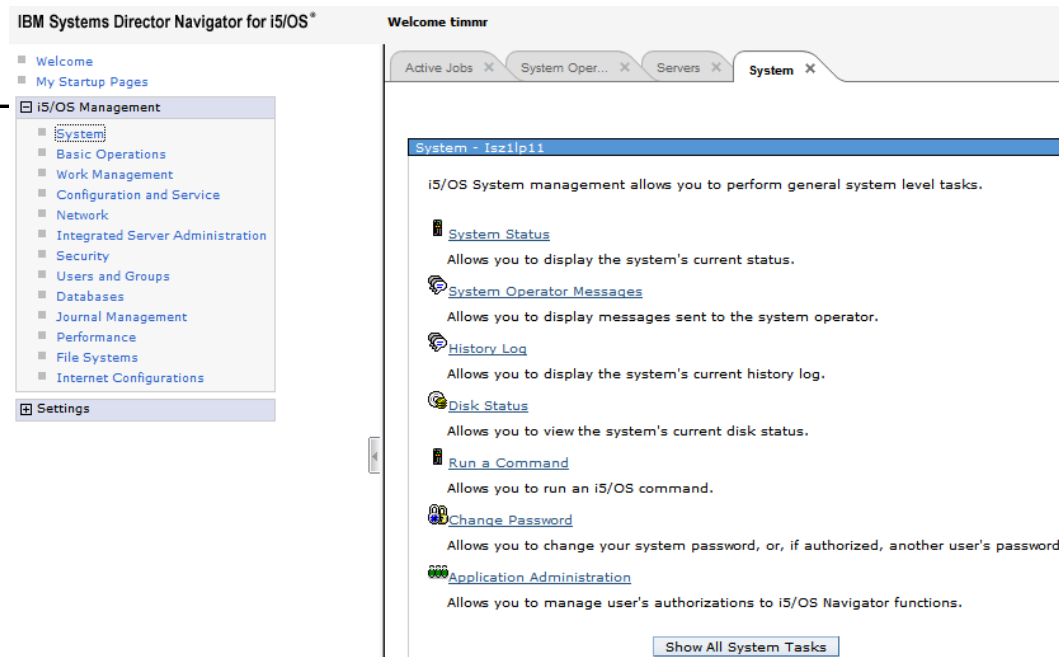 IBM Systems Director Navigator for i5/OS®
Welcome timmr
Welcome
My Startup Pages
i5/OS Management
System
Basic Operations
Work Management
Configuration and Service
Network
Integrated Server Administration
Security
Users and Groups
Databases
Journal Management
Performance
File Systems
Internet Configurations
Settings
Active Jobs
System Oper...
Servers
System
System - Isz1lp11
i5/OS System management allows you to perform general system level tasks.
System Status
Allows you to display the system's current status.
System Operator Messages
Allows you to display messages sent to the system operator.
History Log
Allows you to display the system's current history log.
Disk Status
Allows you to view the system's current disk status.
Run a Command
Allows you to run an i5/OS command.
Change Password
Allows you to change your system password, or, if authorized, another user's password
Application Administration
Allows you to manage user's authorizations to i5/OS Navigator functions.
Show All System Tasks